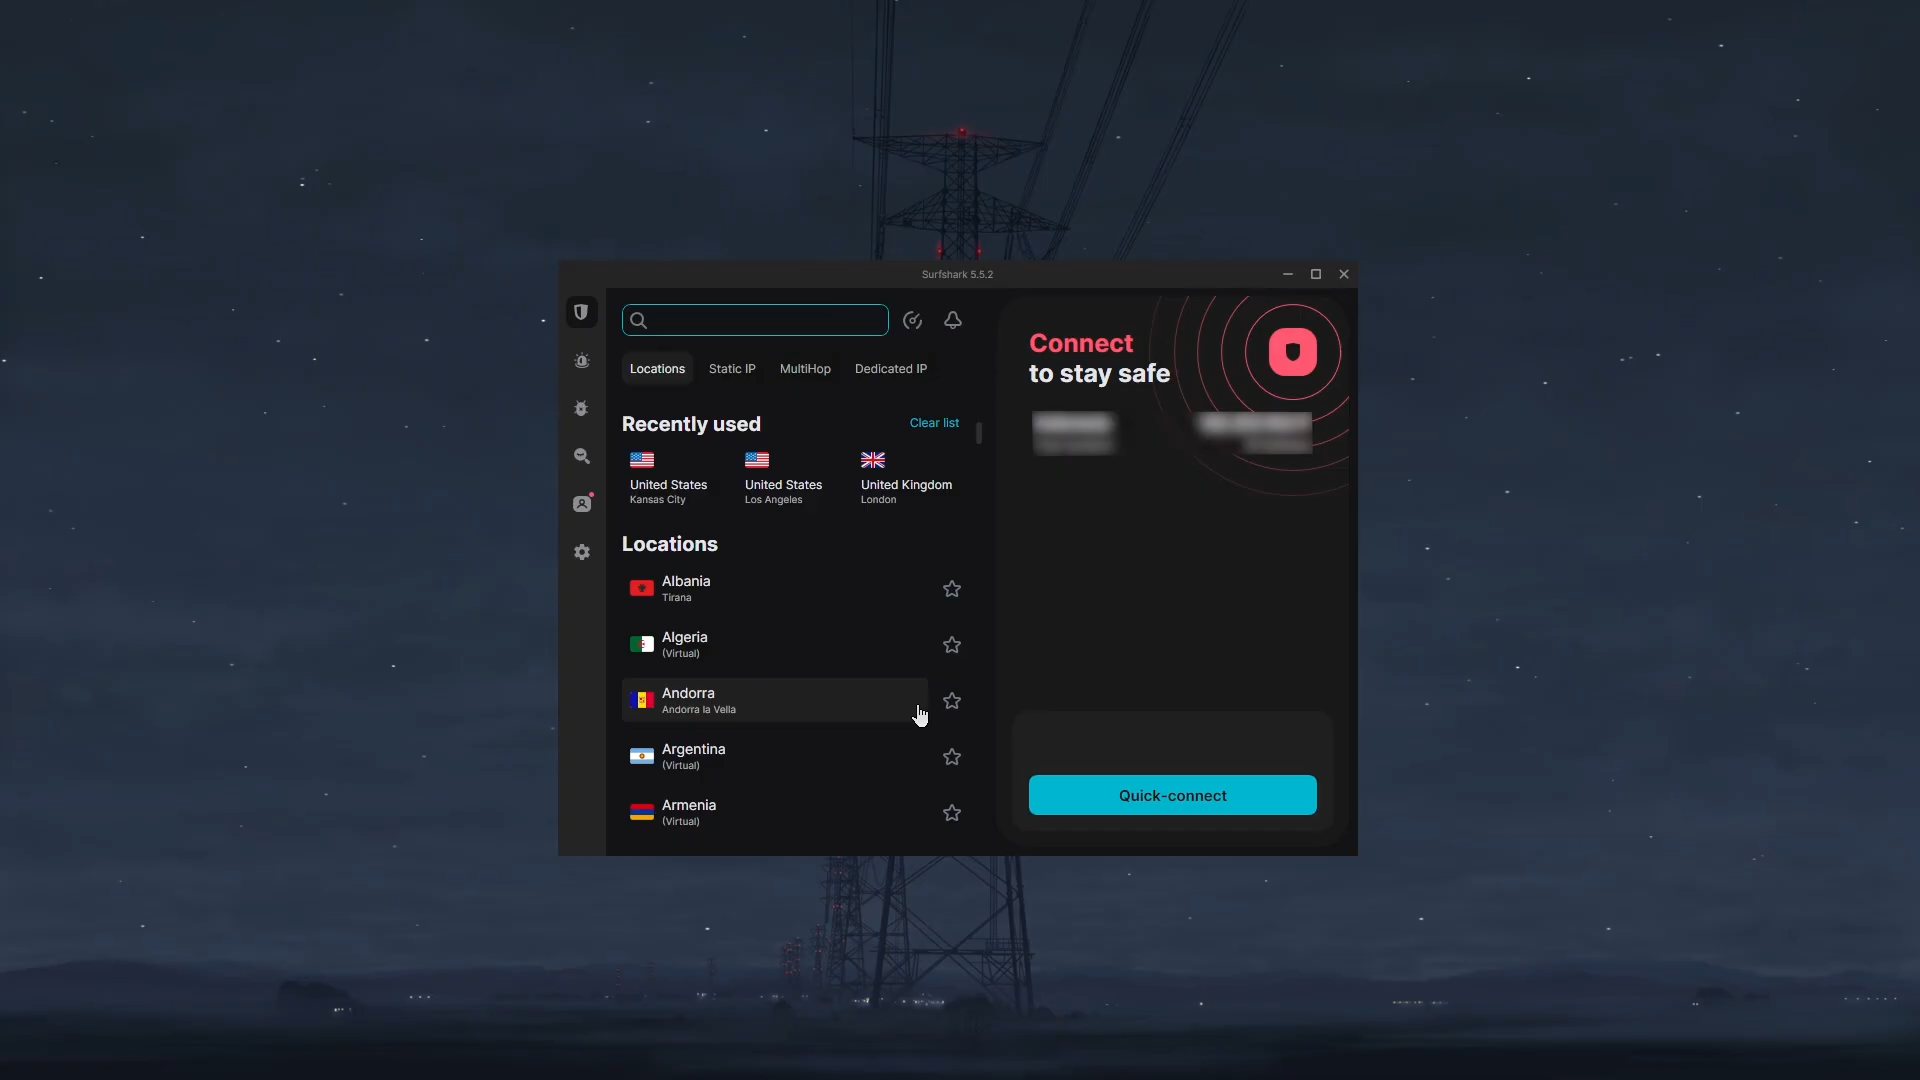 Surfshark 5.5.2
Locations
Static IP
MultiHop
Dedicated IP
Recently used
Clear list
United States
Kansas City
United States
Los Angeles
United Kingdom
London
Locations
Albania
Tirana
Algeria
(Virtual)
Andorra
Andorra la Vella
Argentina
(Virtual)
Armenia
(Virtual)
Connect
to stay safe
Quick-connect